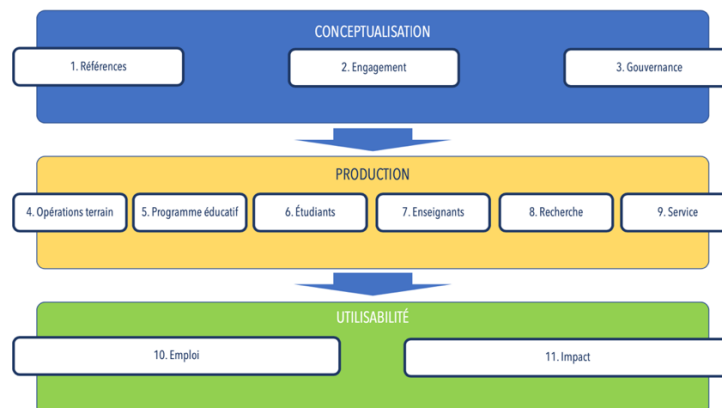 CONCEPTUALISATION
1. Références
2. Engagement
3. Gouvernance
PRODUCTION
4. Opérations terrain
5. Programme éducatif
6. Étudiants
7. Enseignants
8. Recherche
9. Service
UTILISABILITÉ
10. Emploi
11. Impact